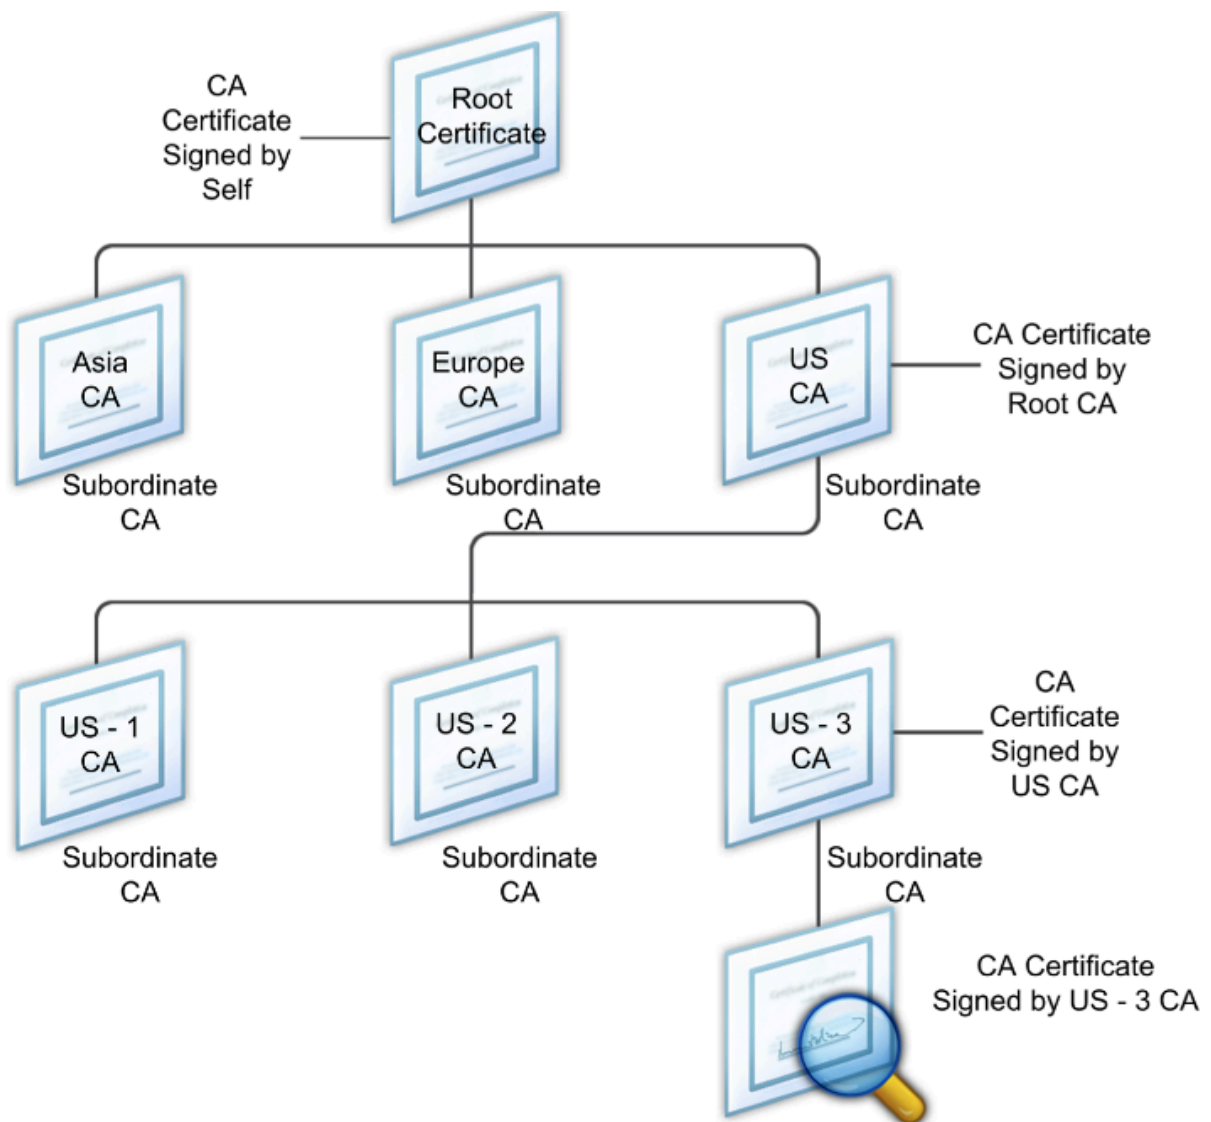 CA
Certificate
Signed by
Self
Root
Certificate
Asia
CA
Subordinate
CA
Europe
CA
Subordinate
CA
US
CA
Subordinate
CA
CA Certificate
Signed by
Root CA
US - 1
CA
Subordinate
CA
US - 2
CA
Subordinate
CA
US - 3
CA
Subordinate
CA
CA
Certificate
Signed by
US CA
CA Certificate
Signed by US - 3 CA